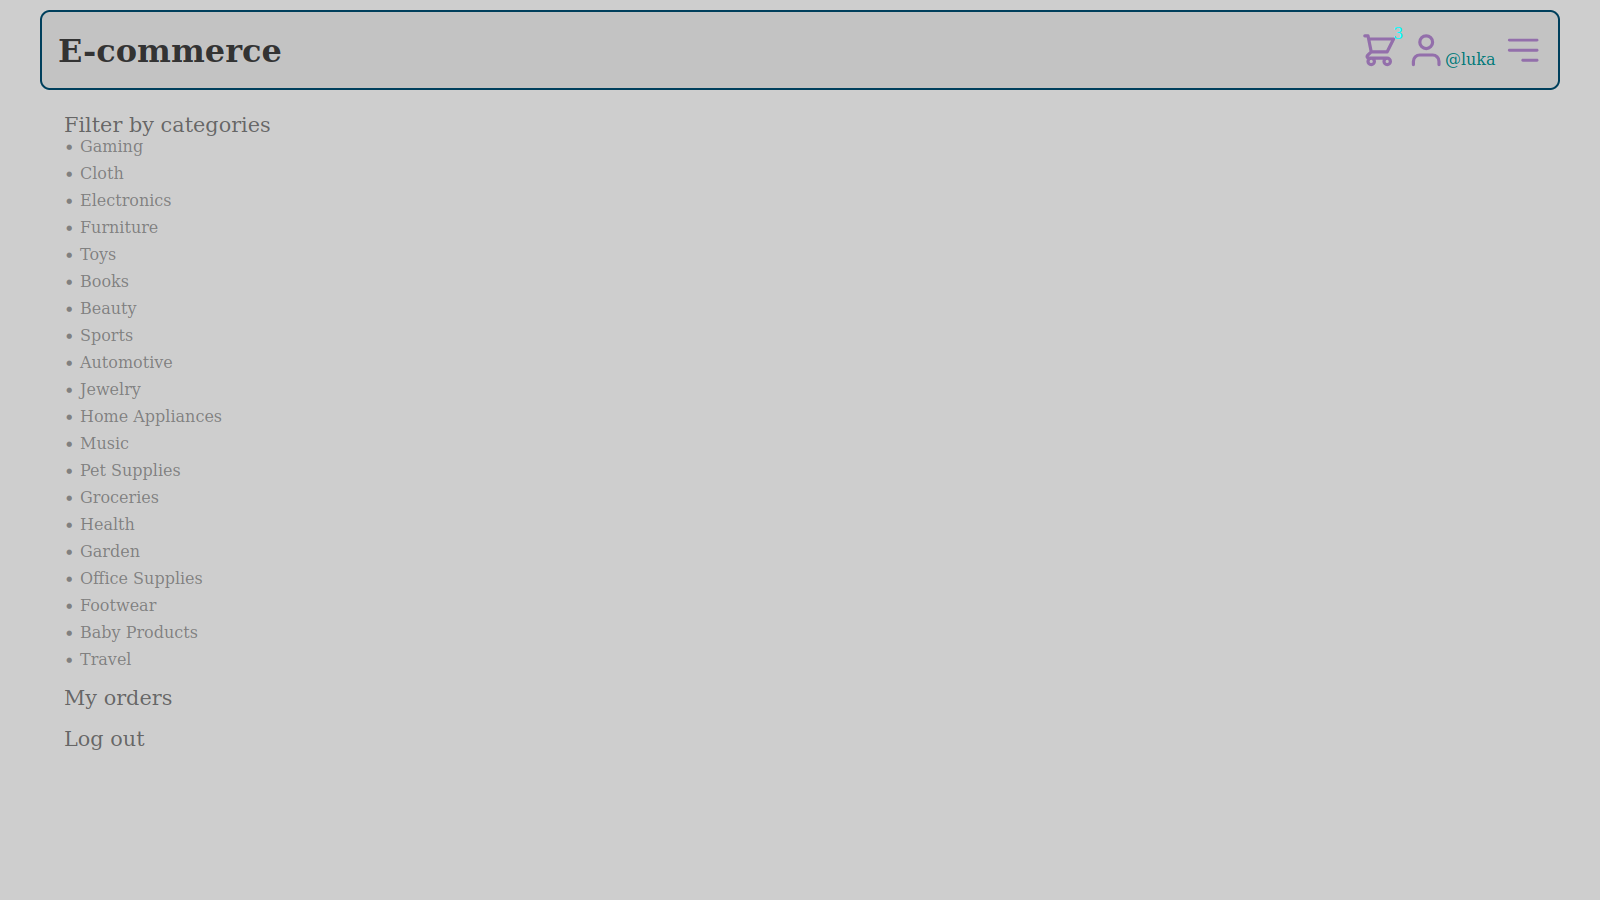 E-commerce
3
@luka
Filter by categories
Gaming
Cloth
Electronics
Furniture
Toys
Books
Beauty
Sports
Automotive
Jewelry
Home Appliances
Music
Pet Supplies
Groceries
Health
Garden
Office Supplies
Footwear
Baby Products
Travel
My orders
Log out